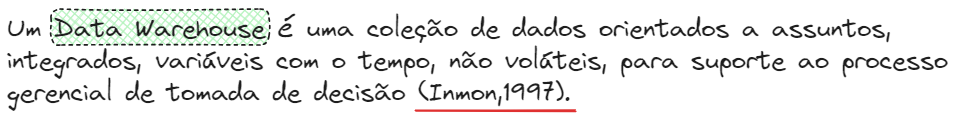 Um Data Warehouse é uma coleção de dados orientados a assuntos,
integrados, variáveis com o tempo, não voláteis, para suporte ao processo
gerencial de tomada de decisão (Inmon,1997).